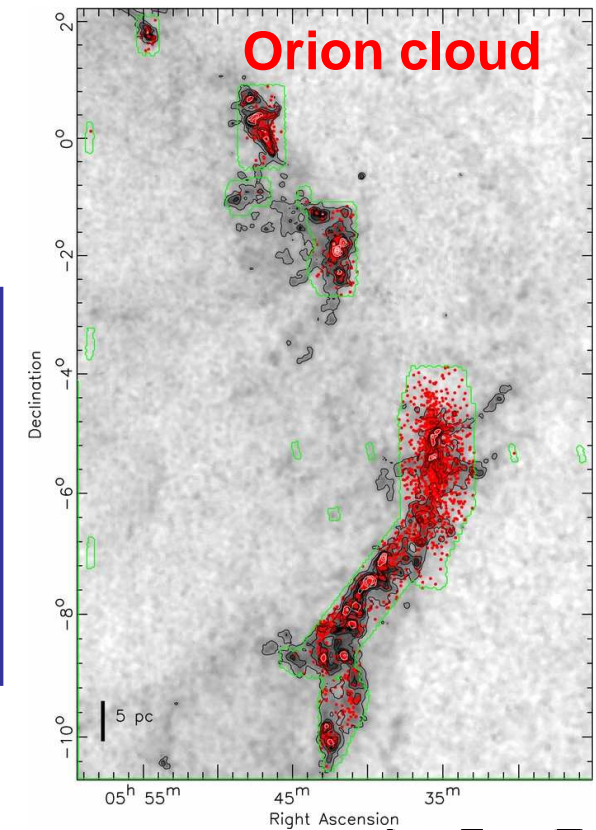 Orion cloud
2°
0°
−2°
−4°
−6°
−8°
−10°
Declination
5 pc
05ʰ 55ᵐ
45ᵐ
35ᵐ
Right Ascension